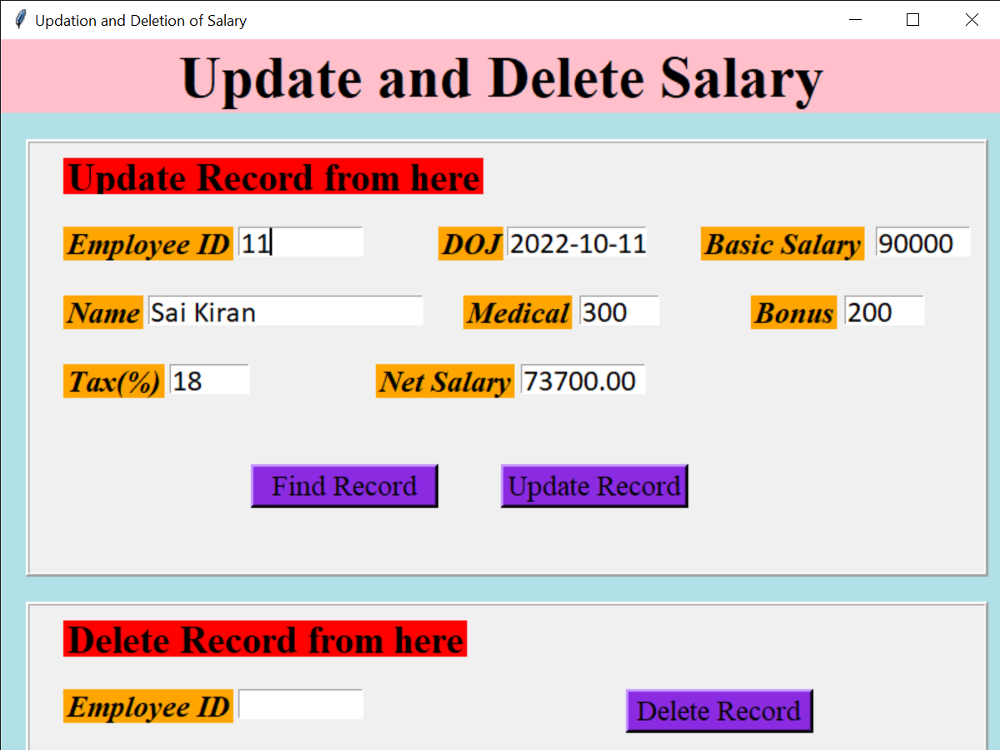 Updation and Deletion of Salary
Update and Delete Salary
Update Record from here
Employee ID 11 DOJ 2022-10-11 Basic Salary 90000
Name Sai Kiran Medical 300 Bonus 200
Tax(%) 18 Net Salary 73700.00
Find Record Update Record
Delete Record from here
Employee ID Delete Record